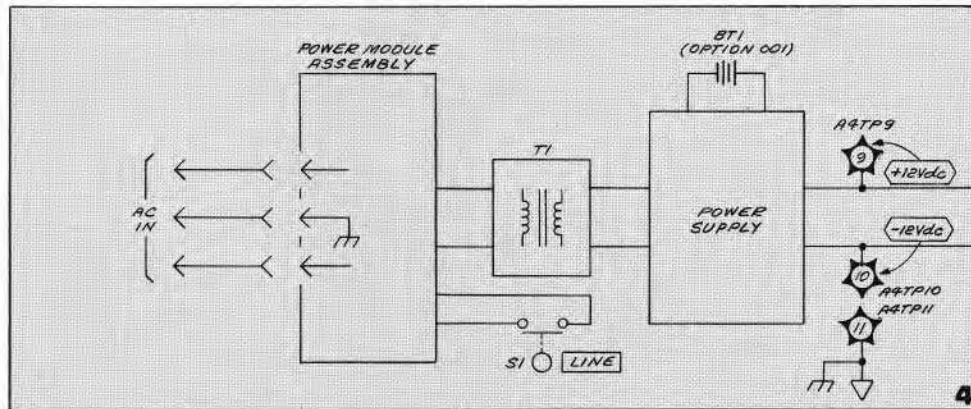 POWER MODULE
ASSEMBLY
BT1
(OPTION 001)
A4TP9
9
+12Vdc
T1
AC
IN
POWER
SUPPLY
-12Vdc
10
A4TP10
A4TP11
11
S1
LINE
4